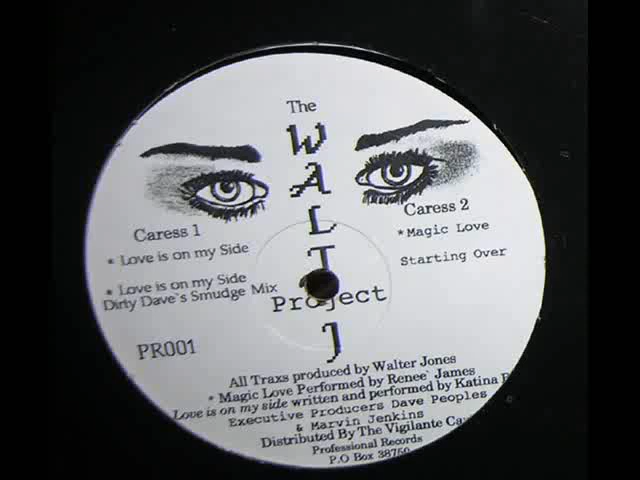 The
WALT J
Project
Caress 1
* Love is on my Side
* Love is on my Side
Dirty Dave`s Smudge Mix
PR001
Caress 2
* Magic Love
Starting Over
All Traxs produced by Walter Jones
* Magic Love Performed by Renee` James
Love is on my side written and performed by Katina
Executive Producers Dave Peoples
& Marvin Jenkins
Distributed By The Vigilante
Professional Records
P.O Box